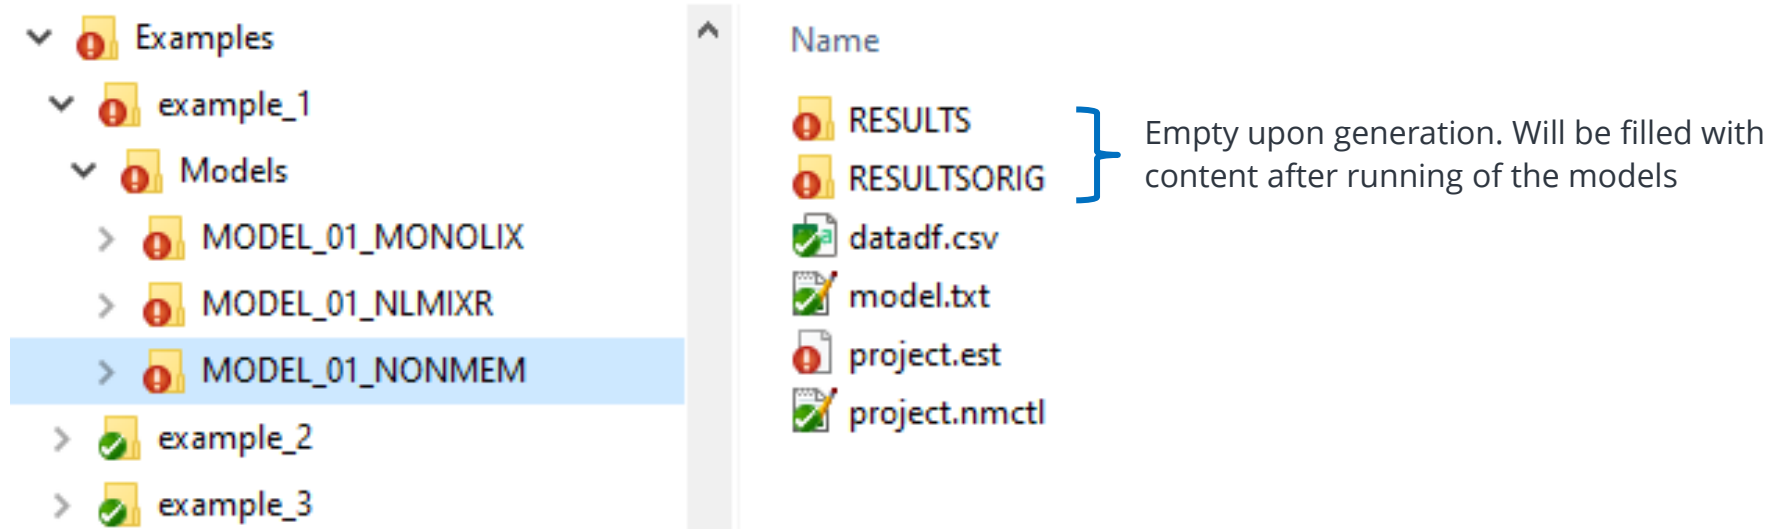 Examples
example_1
Models
MODEL_01_MONOLIX
MODEL_01_NLMIXR
MODEL_01_NONMEM
example_2
example_3
Name
RESULTS
RESULTSORIG
datadf.csv
model.txt
project.est
project.nmctl
Empty upon generation. Will be filled with
content after running of the models